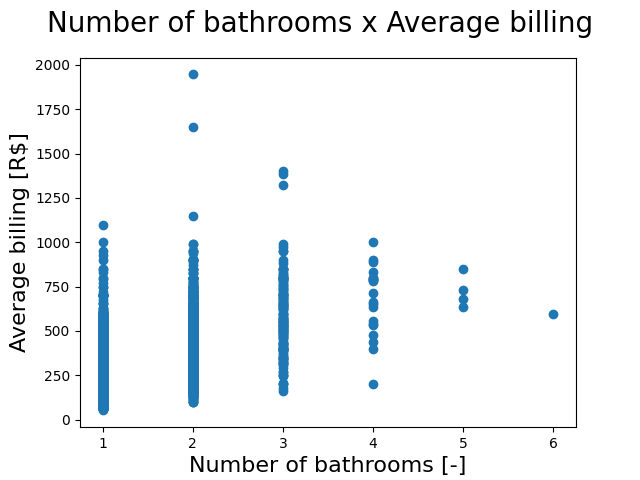 Number of bathrooms x Average billing
Average billing [R$]
2000
1750
1500
1250
1000
750
500
250
0
1 2 3 4 5 6
Number of bathrooms [-]